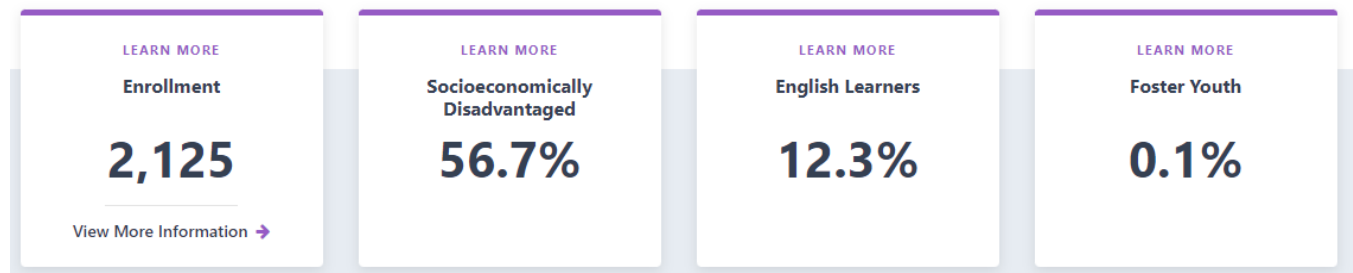 LEARN MORE
Enrollment
2,125
View More Information
LEARN MORE
Socioeconomically
Disadvantaged
56.7%
LEARN MORE
English Learners
12.3%
LEARN MORE
Foster Youth
0.1%